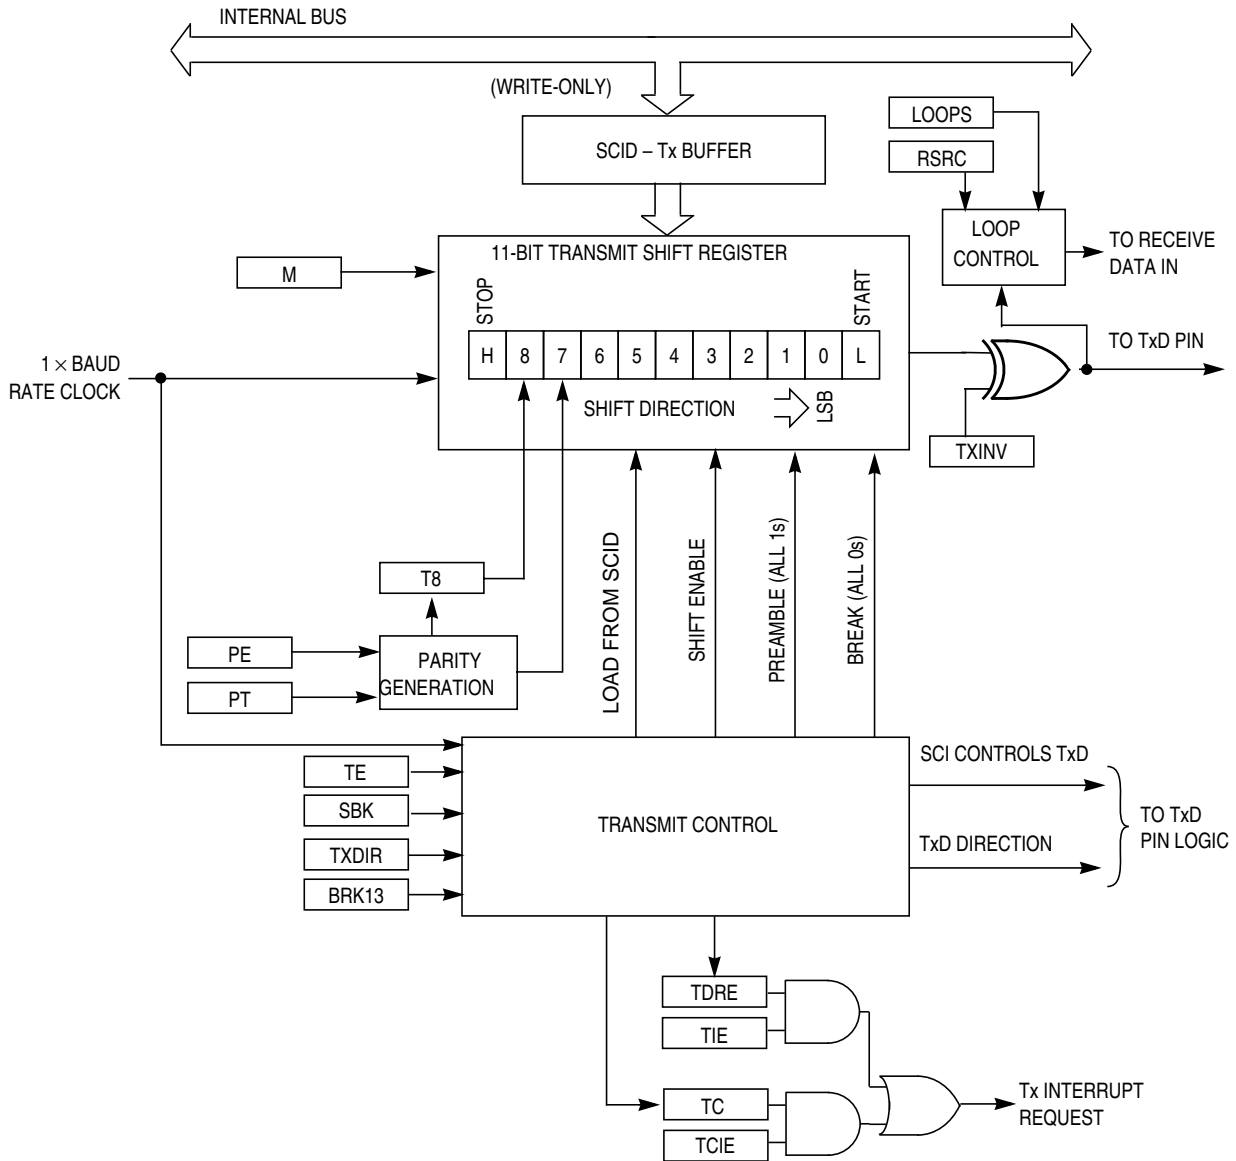 INTERNAL BUS
(WRITE-ONLY)
SCID – Tx BUFFER
LOOPS
RSRC
LOOP
CONTROL
TO RECEIVE
DATA IN
11-BIT TRANSMIT SHIFT REGISTER
M
STOP
START
H 8 7 6 5 4 3 2 1 0 L
1 × BAUD
RATE CLOCK
SHIFT DIRECTION
LSB
TO TxD PIN
TXINV
T8
PE
PT
PARITY
GENERATION
LOAD FROM SCID
SHIFT ENABLE
PREAMBLE (ALL 1s)
BREAK (ALL 0s)
TE
SBK
TXDIR
BRK13
TRANSMIT CONTROL
SCI CONTROLS TxD
TxD DIRECTION
TO TxD
PIN LOGIC
TDRE
TIE
TC
TCIE
Tx INTERRUPT
REQUEST